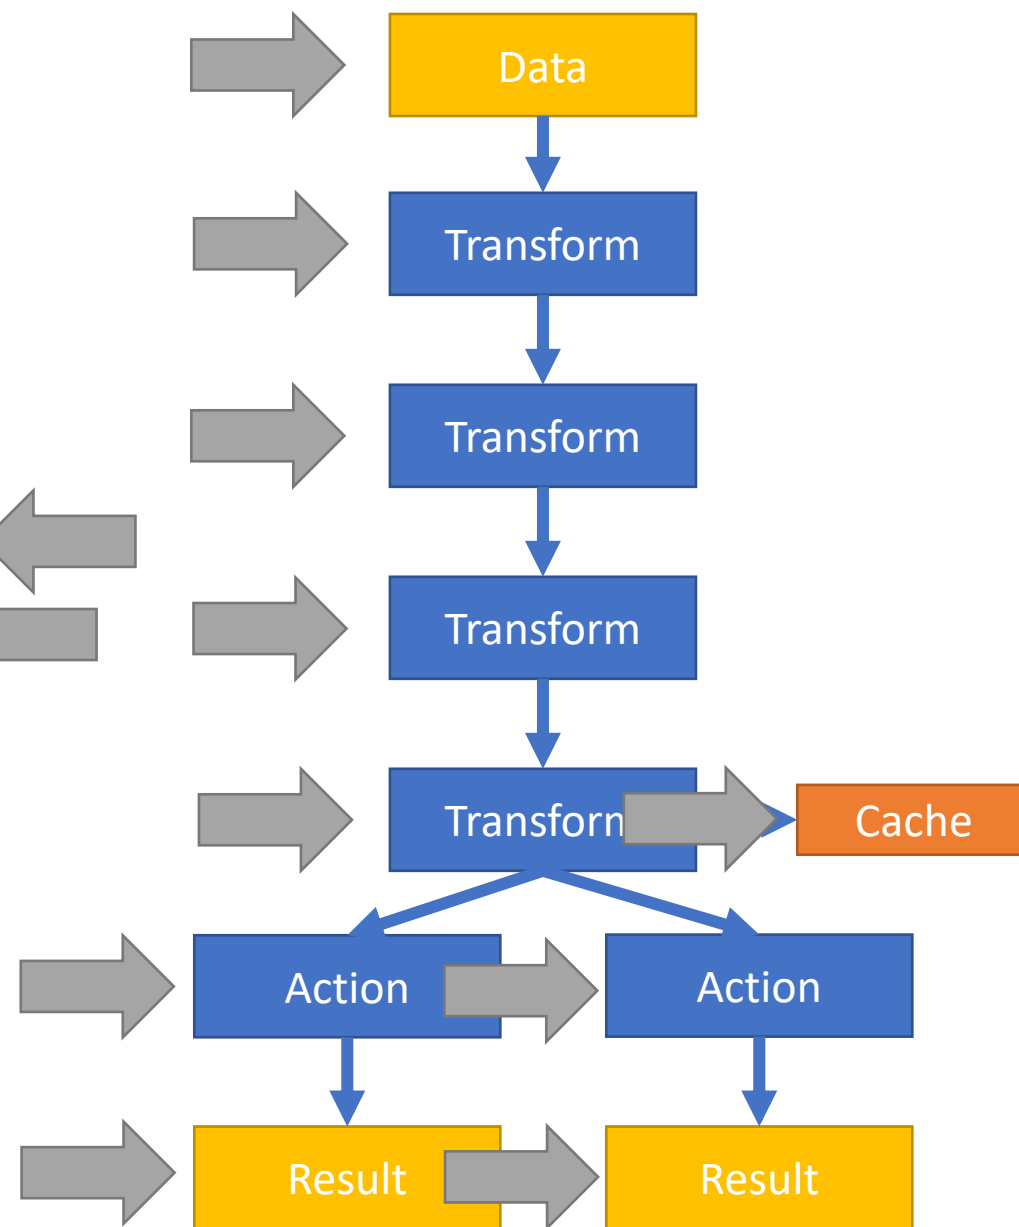 Data
Transform
Transform
Transform
Transform
Cache
Action
Action
Result
Result